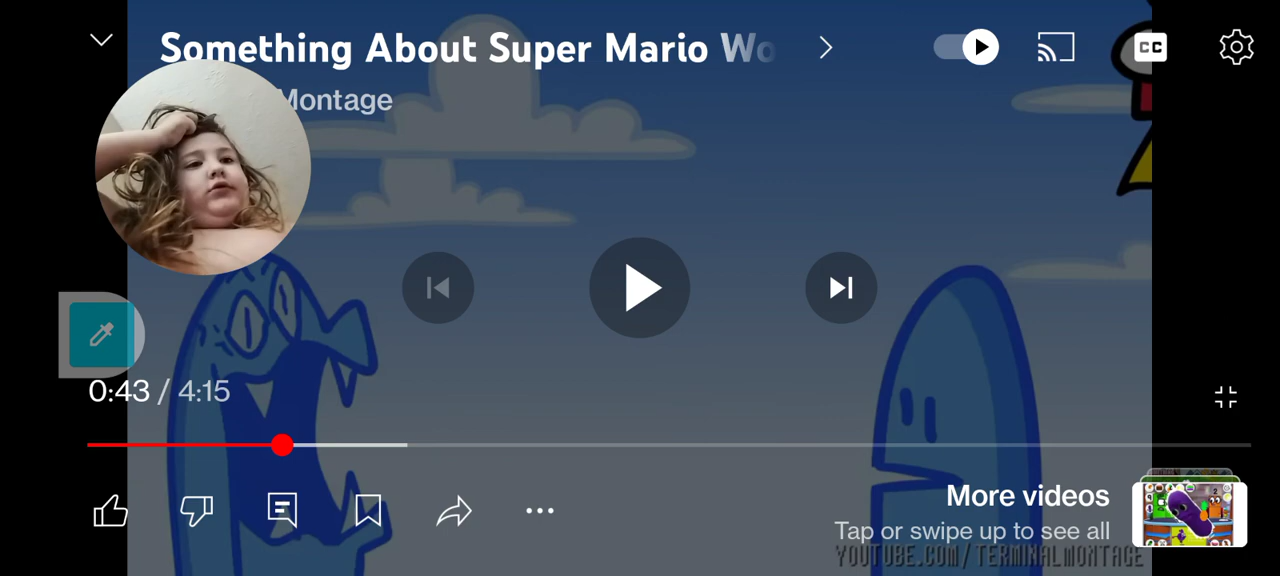 Something About Super Mario Wo
Montage
CC
0:43 / 4:15
More videos
Tap or swipe up to see all
YOUTUBE.COM/TERMINALMONTAGE